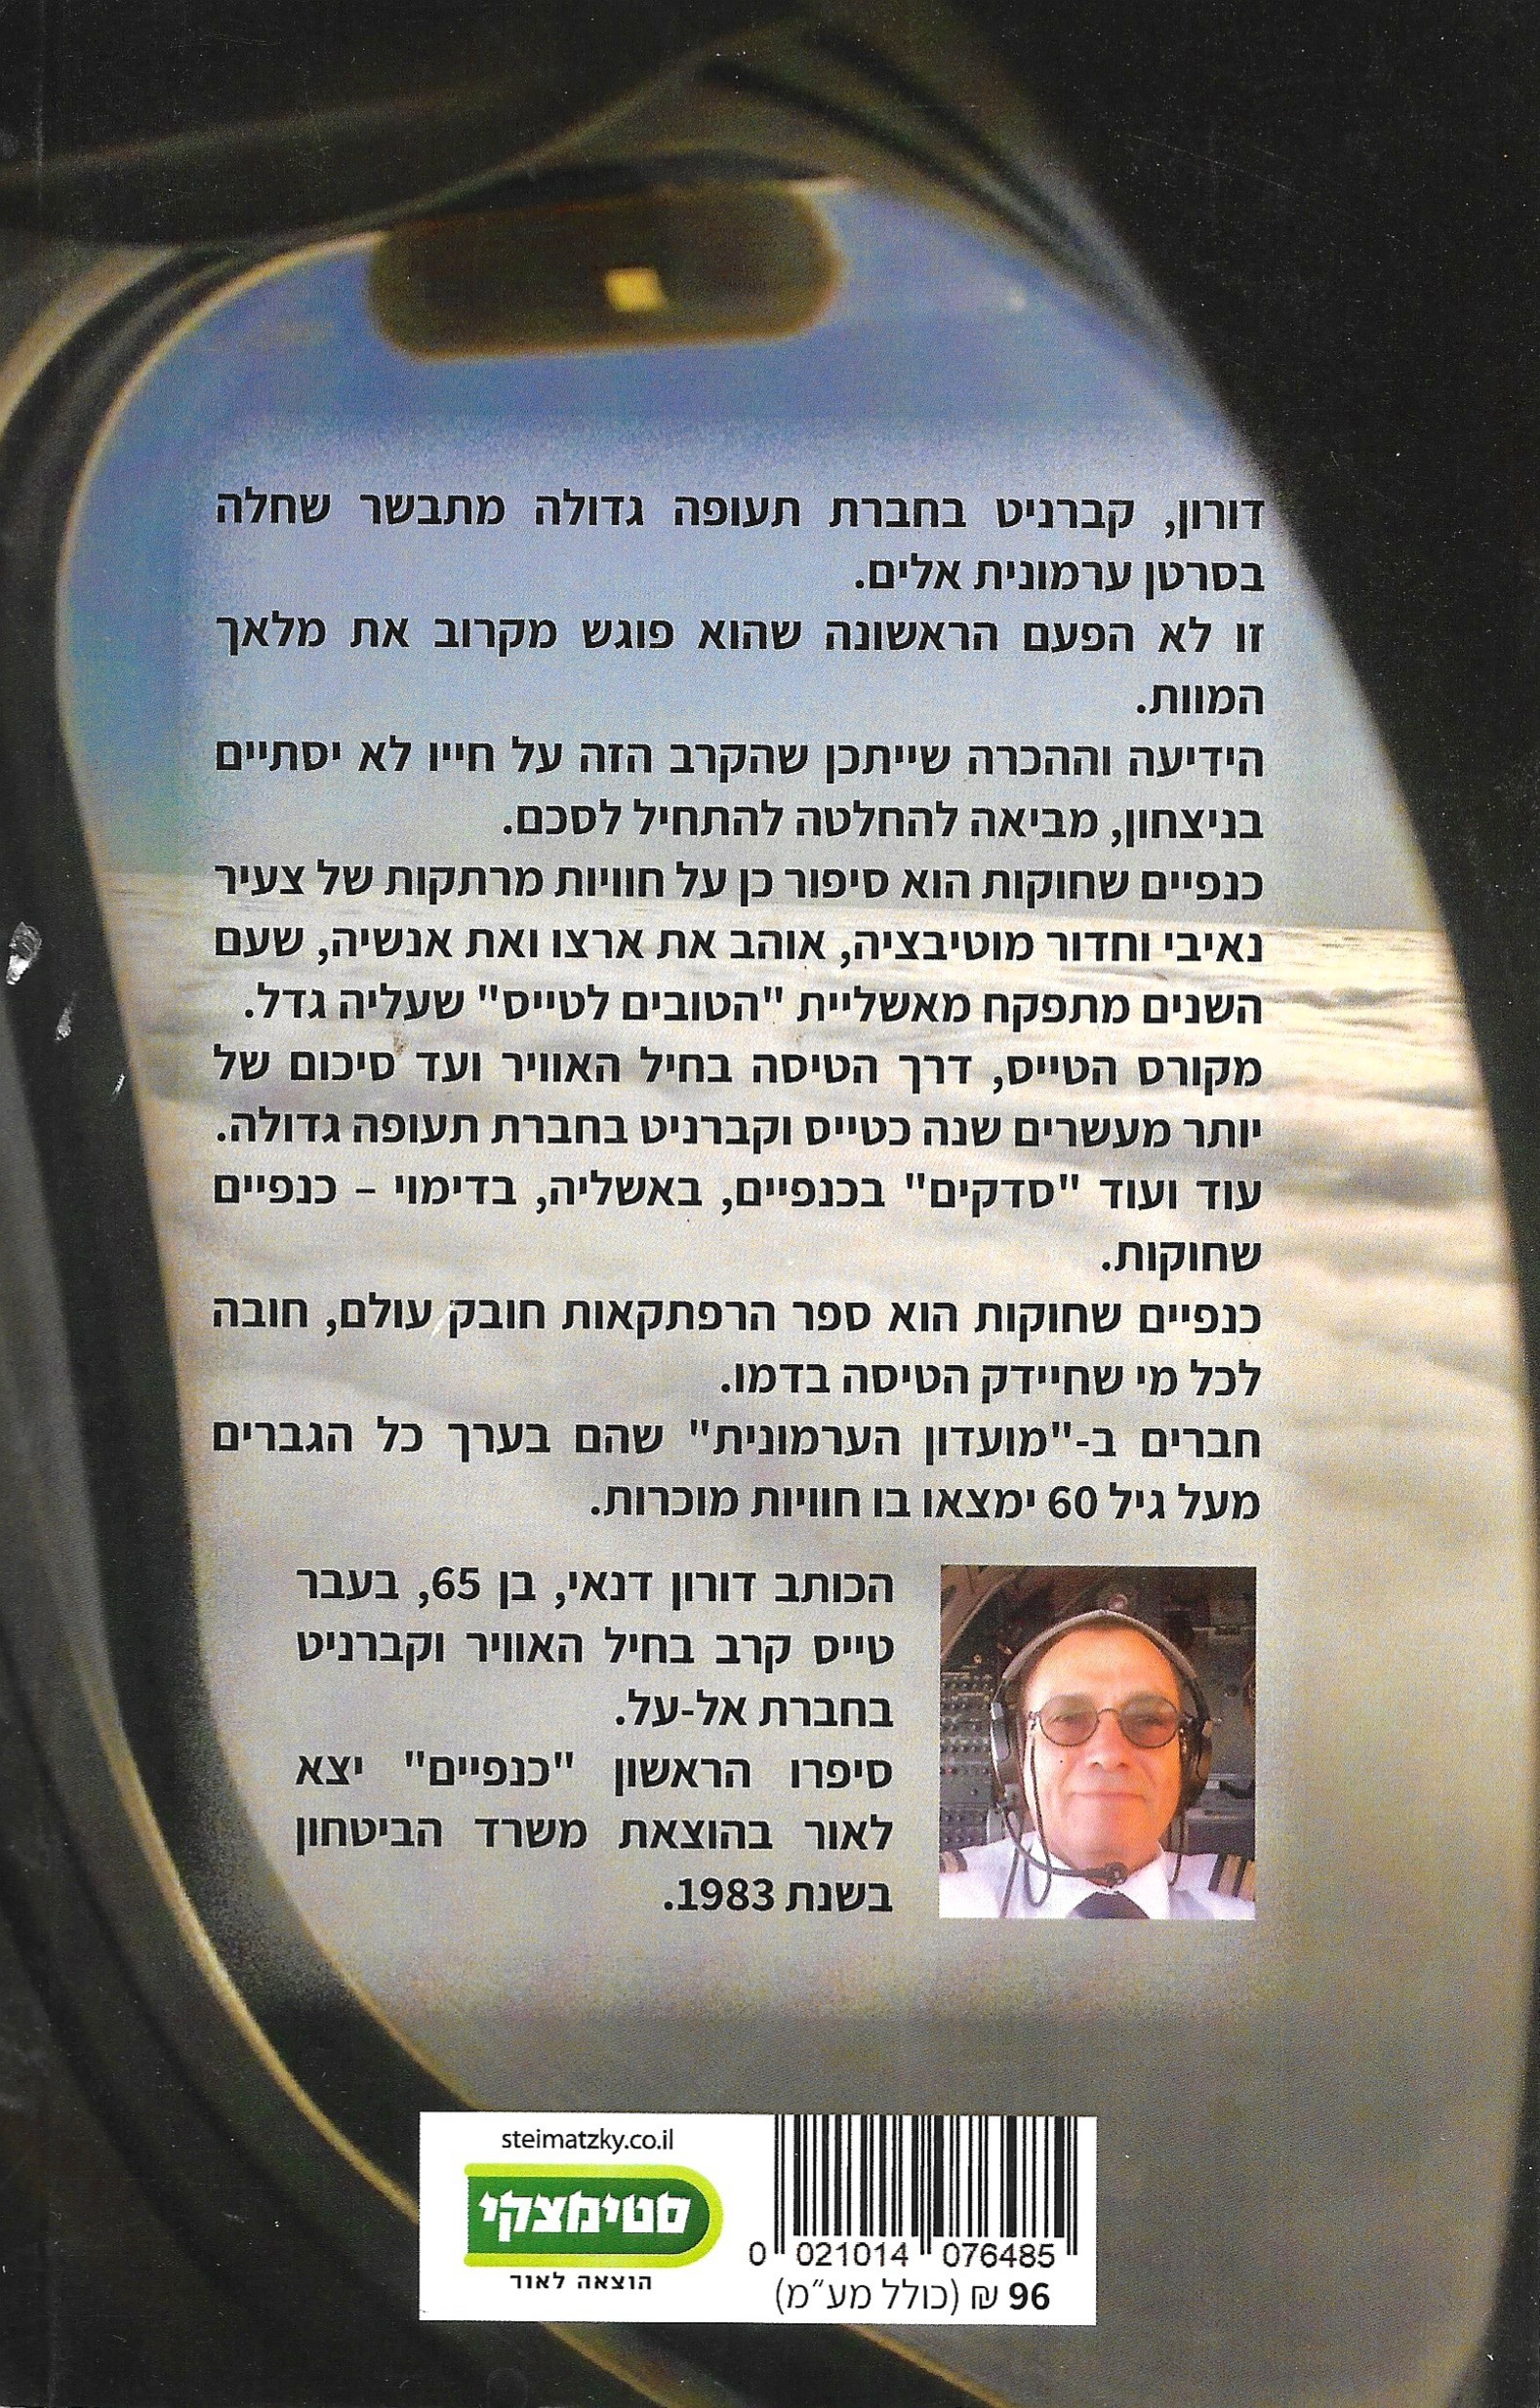 דורון, קברניט בחברת תעופה גדולה מתבשר שחלה
בסרטן ערמונית אלים.
זו לא הפעם הראשונה שהוא פוגש מקרוב את מלאך
המוות.
הידיעה וההכרה שייתכן שהקרב הזה על חייו לא יסתיים
בניצחון, מביאה להחלטה להתחיל לסכם.
כנפיים שחוקות הוא סיפור כן על חוויות מרתקות של צעיר
נאיבי וחדור מוטיבציה, אוהב את ארצו ואת אנשיה, שעם
השנים מתפקח מאשליית "הטובים לטייס" שעליה גדל.
מקורס הטייס, דרך הטיסה בחיל האוויר ועד סיכום של
יותר מעשרים שנה כטייס וקברניט בחברת תעופה גדולה.
עוד ועוד "סדקים" בכנפיים, באשליה, בדימוי – כנפיים
שחוקות.
כנפיים שחוקות הוא ספר הרפתקאות חובק עולם, חובה
לכל מי שחיידק הטיסה בדמו.
חברים ב-"מועדון הערמונית" שהם בערך כל הגברים
מעל גיל 60 ימצאו בו חוויות מוכרות.
הכותב דורון דנאי, בן 65, בעבר
טייס קרב בחיל האוויר וקברניט
בחברת אל-על.
סיפרו הראשון "כנפיים" יצא
לאור בהוצאת משרד הביטחון
בשנת 1983.
steimatzky.co.il
סטימצקי
הוצאה לאור
0 021014 076485
96 ₪ (כולל מע״מ)